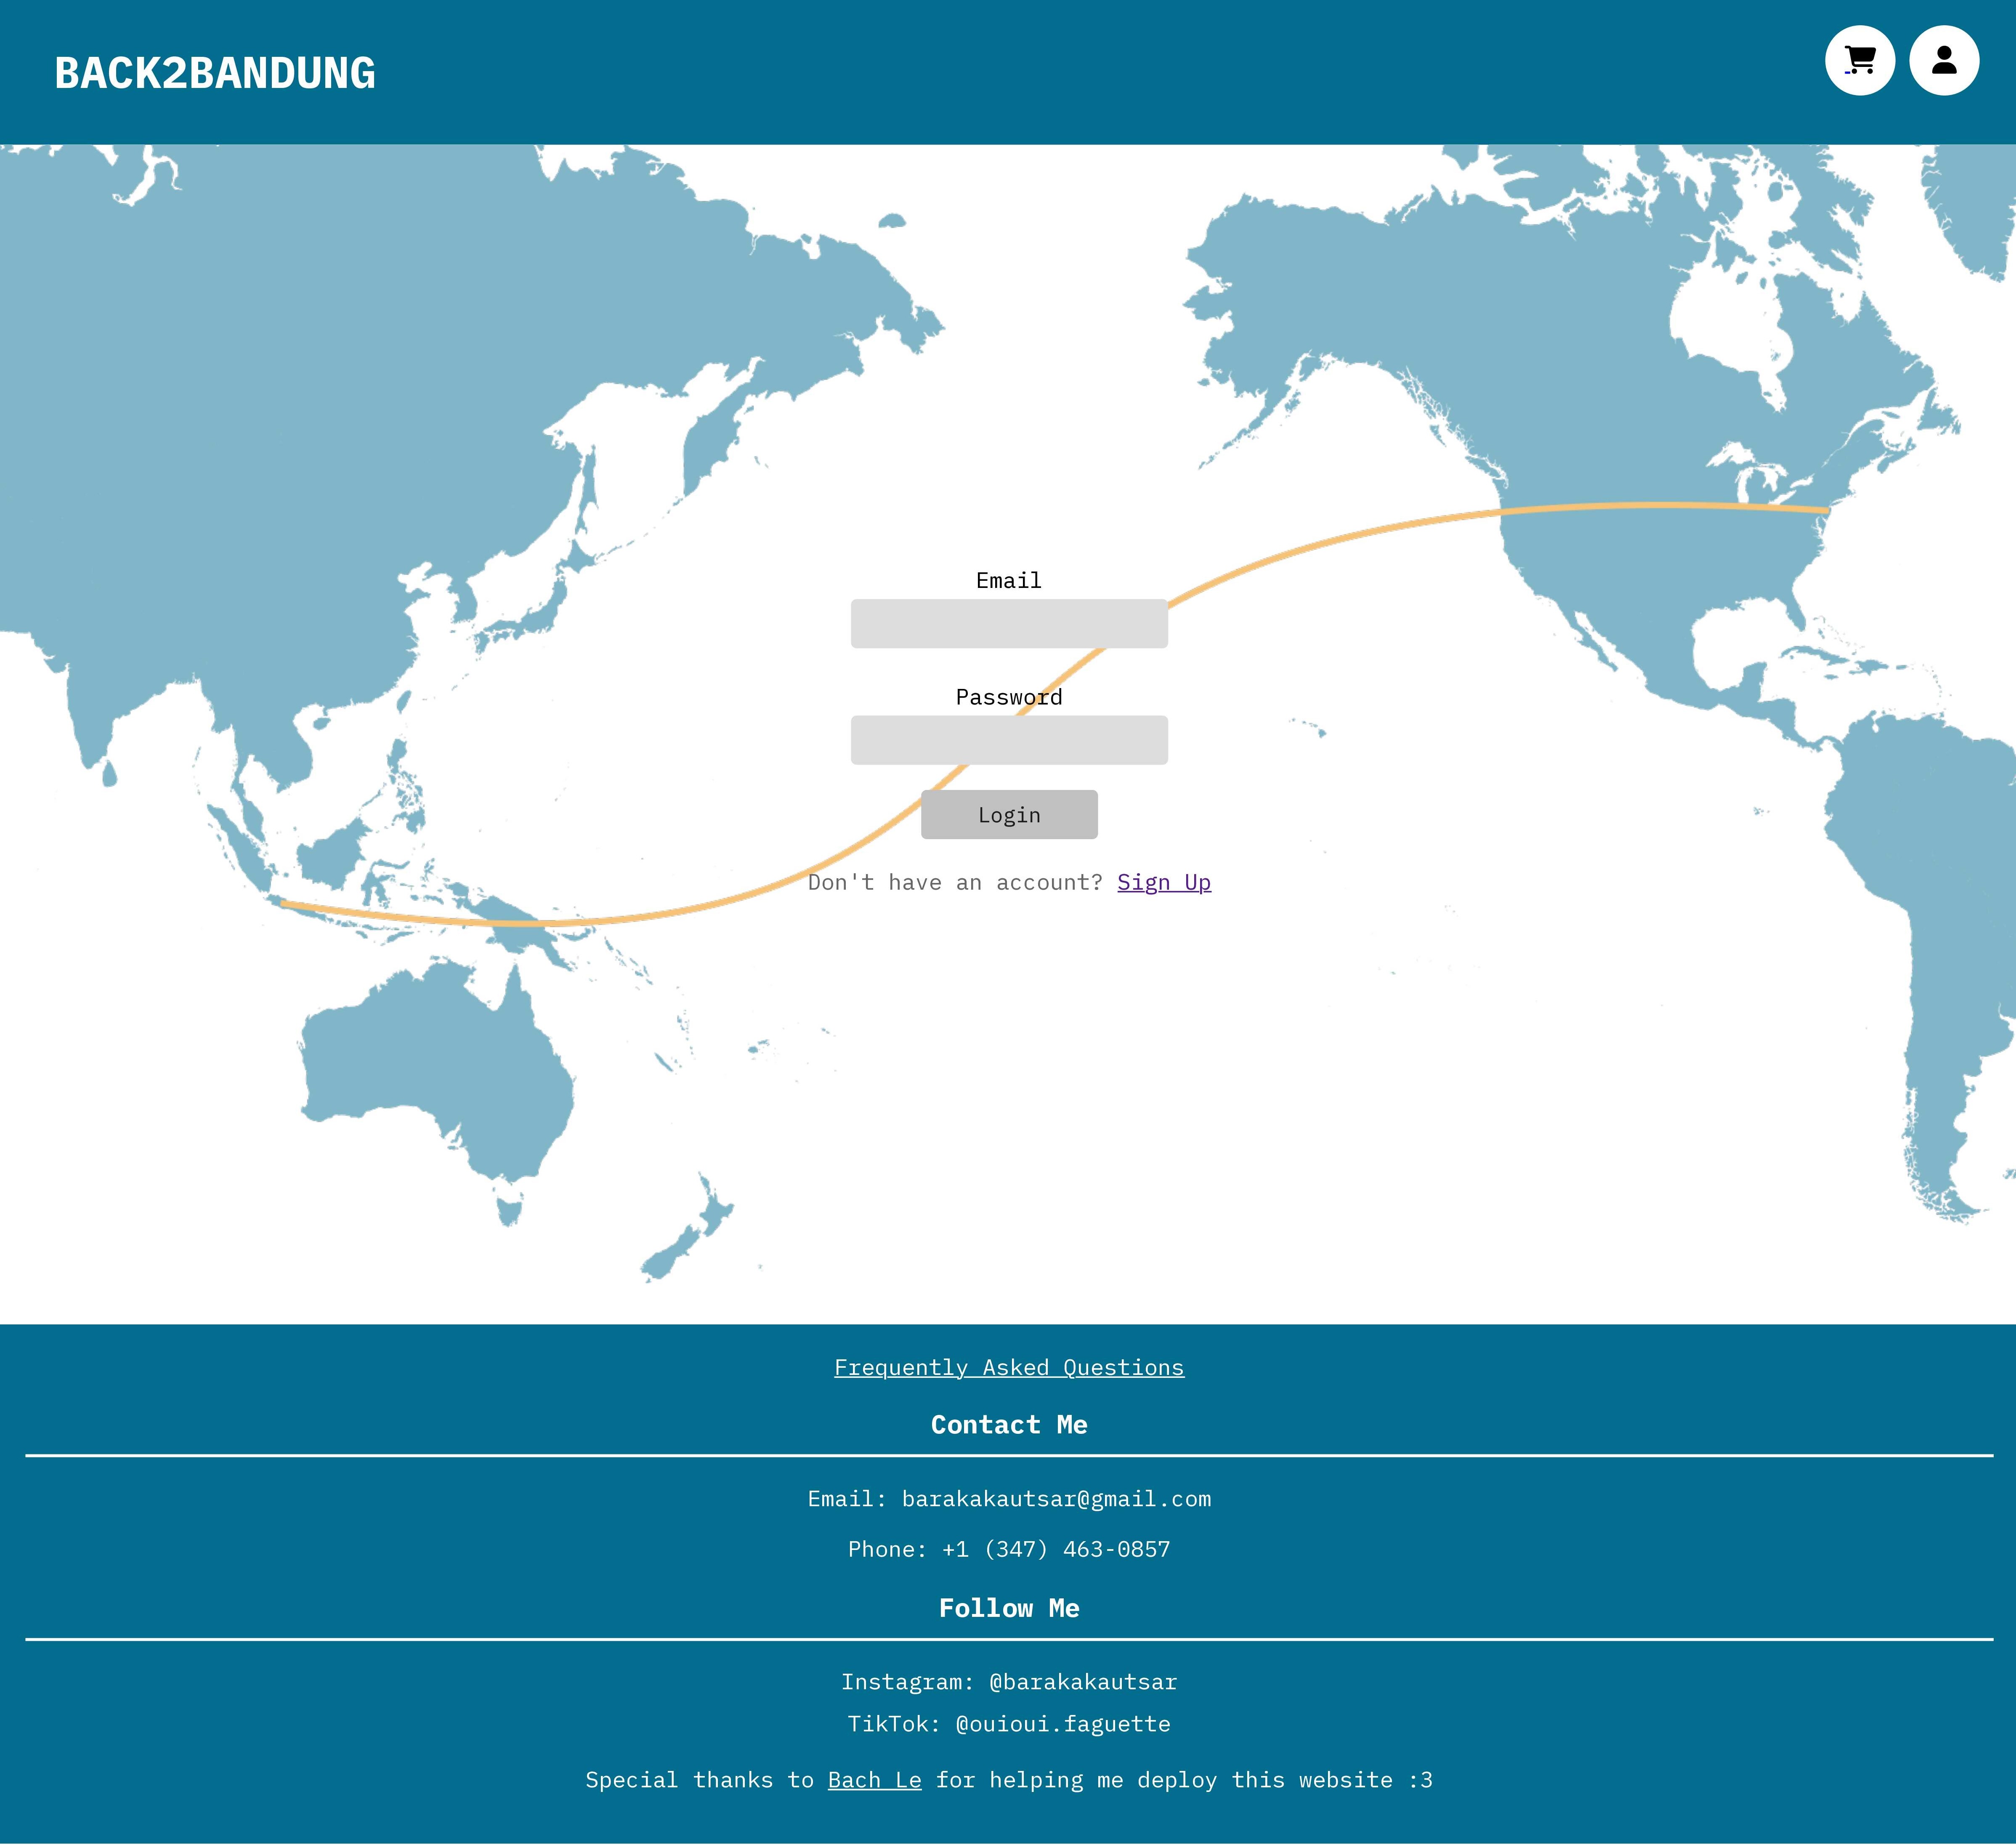 BACK2BANDUNG
Email
Password
Login
Don't have an account? Sign Up
Frequently Asked Questions
Contact Me
Email: barakakautsar@gmail.com
Phone: +1 (347) 463-0857
Follow Me
Instagram: @barakakautsar
TikTok: @ouioui.faguette
Special thanks to Bach Le for helping me deploy this website :3